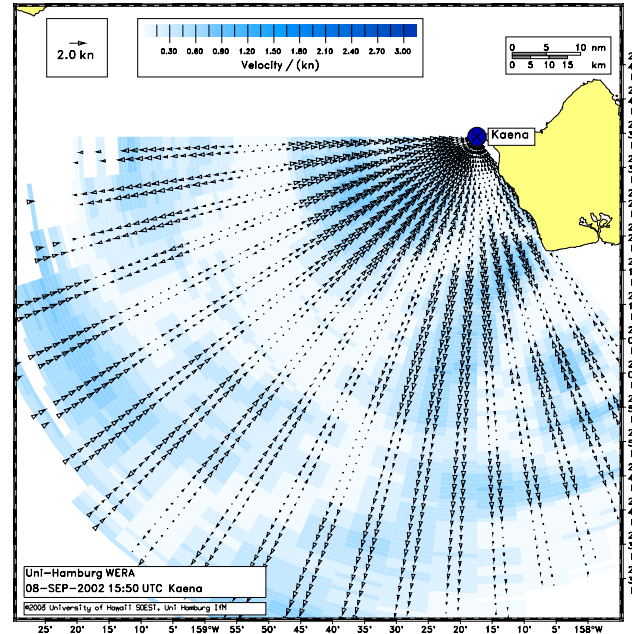 2.0 kn
0.30 0.60 0.90 1.20 1.50 1.80 2.10 2.40 2.70 3.00
Velocity / (kn)
0 5 10 nm
0 5 10 15 km
Kaena
Uni-Hamburg WERA
08-SEP-2002 15:50 UTC Kaena
©2003 University of Hawaii SOEST, Uni Hamburg IfM
25' 20' 15' 10' 5' 159°W 55' 50' 45' 40' 35' 30' 25' 20' 15' 10' 5' 158°W